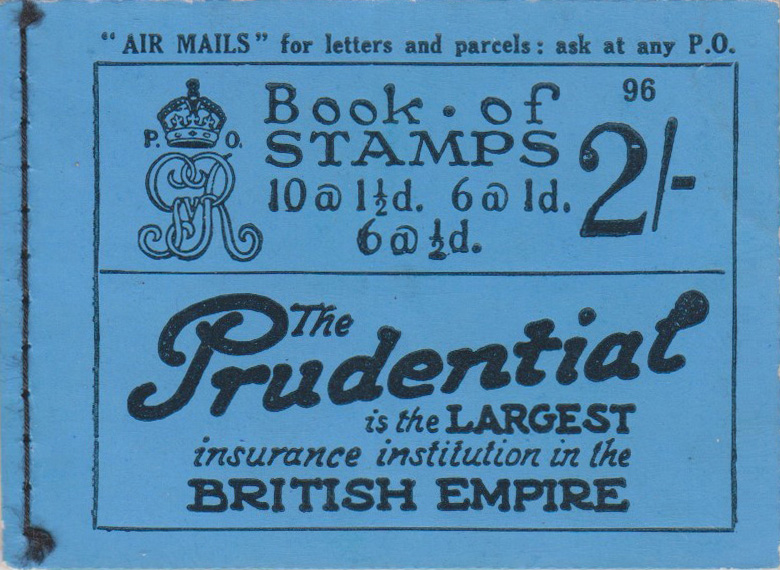 “AIR MAILS” for letters and parcels: ask at any P.O.
96
P. O.
Book · of
STAMPS
2/-
10 @ 1½d. 6 @ 1d.
6 @ ½d.
The
Prudential
is the LARGEST
insurance institution in the
BRITISH EMPIRE